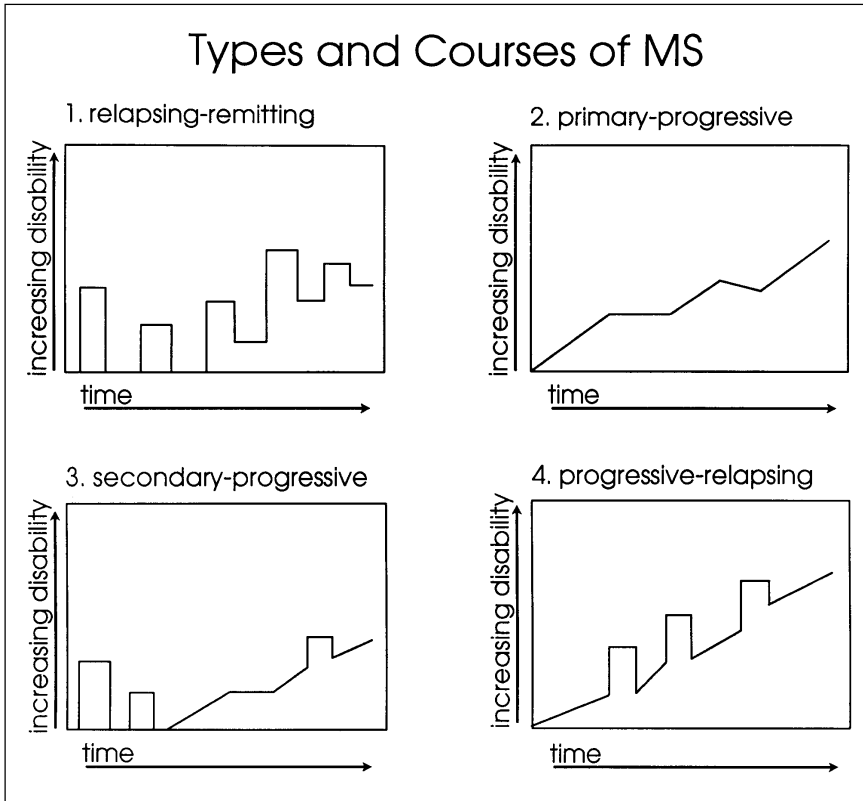 Types and Courses of MS
1. relapsing-remitting
increasing disability
time
2. primary-progressive
increasing disability
time
3. secondary-progressive
increasing disability
time
4. progressive-relapsing
increasing disability
time